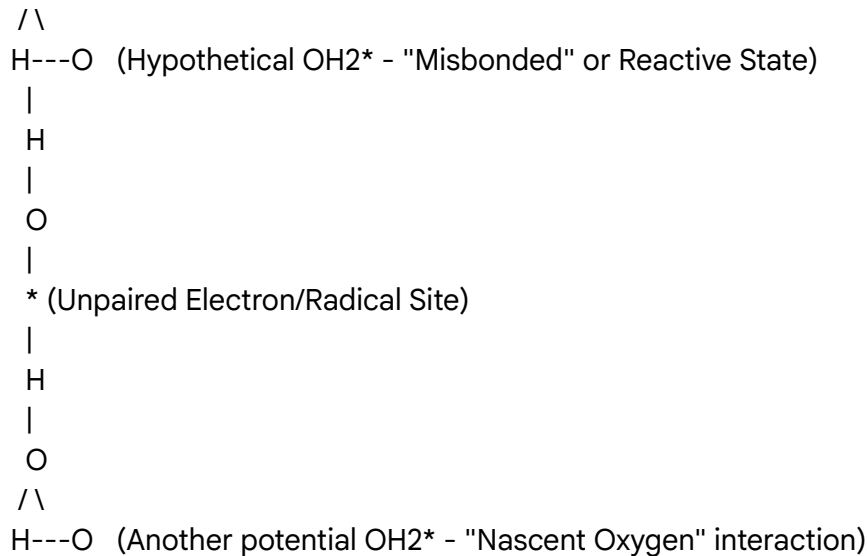 / \
H---O   (Hypothetical OH2* - "Misbonded" or Reactive State)
  |
  H
  |
  O
  |
  * (Unpaired Electron/Radical Site)
  |
  H
  |
  O
 / \
H---O   (Another potential OH2* - "Nascent Oxygen" interaction)